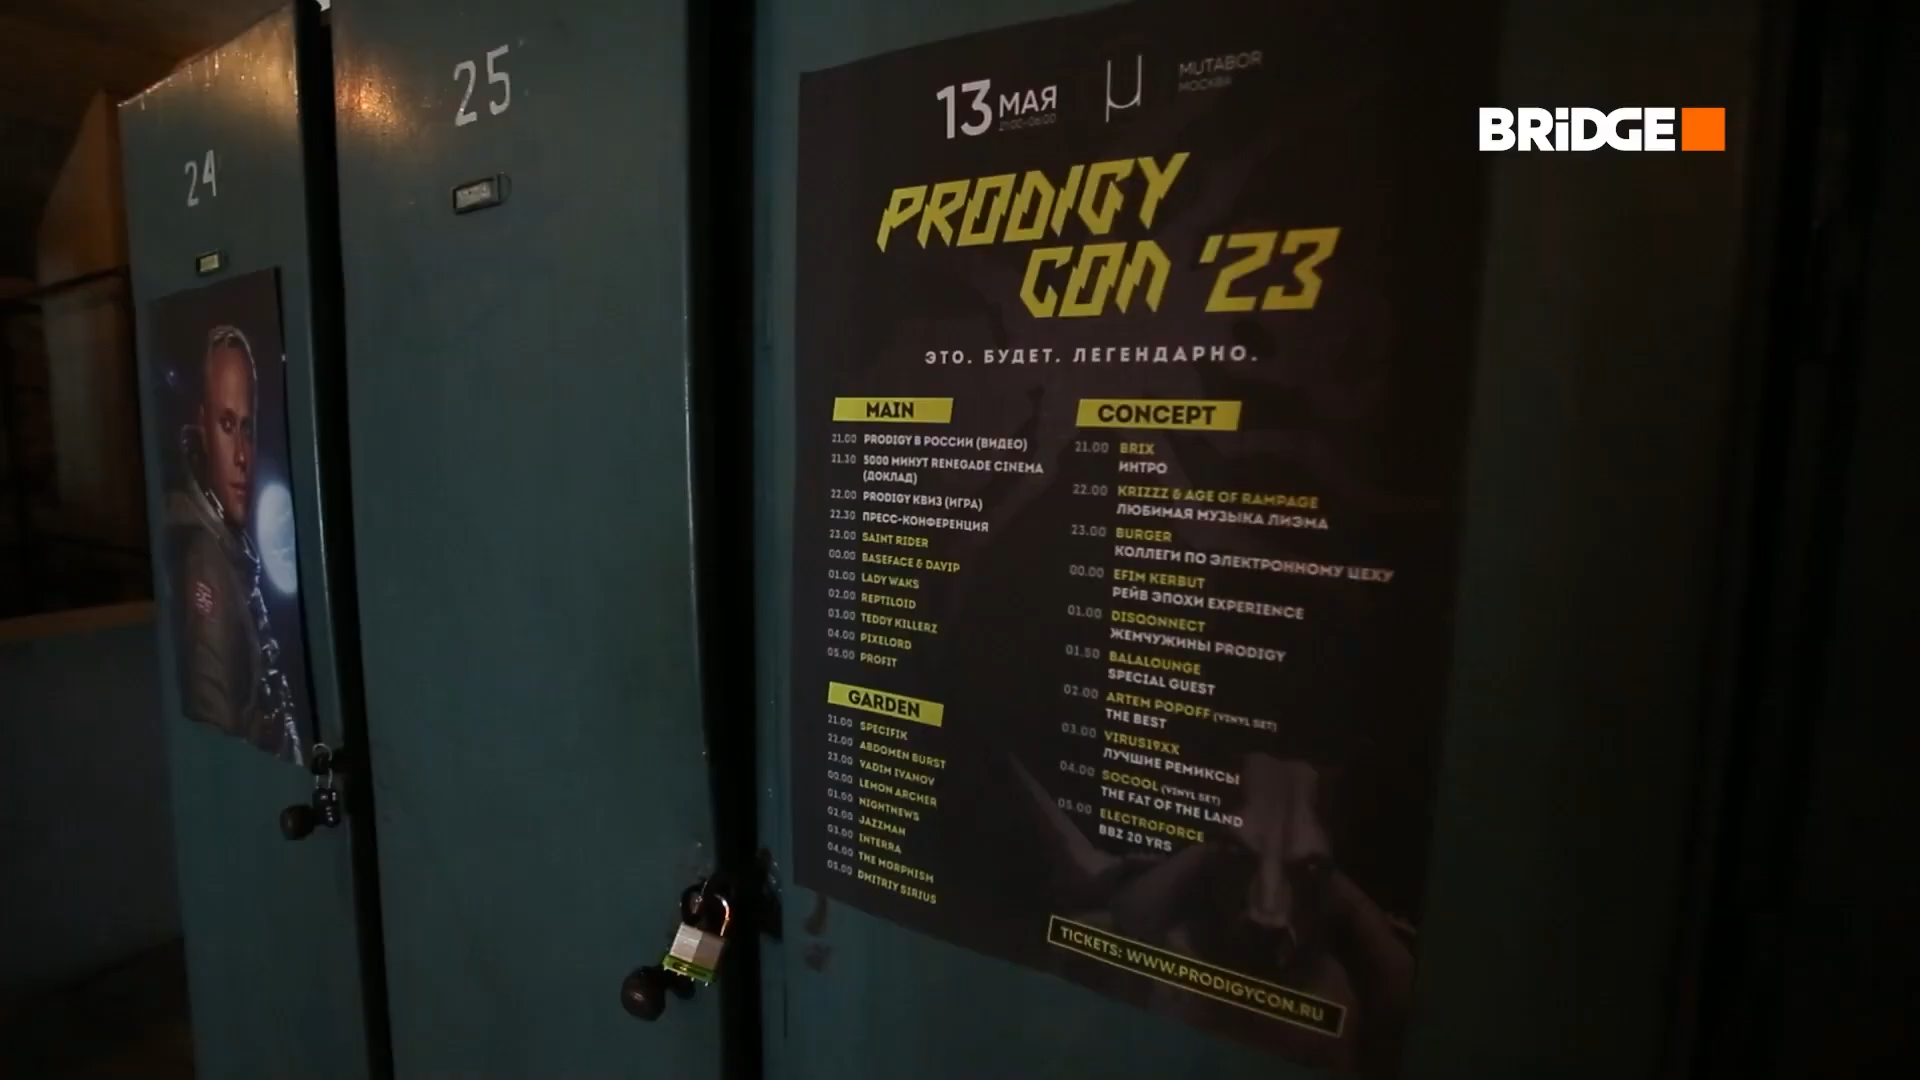 24
25
13 МАЯ
21:00-06:00
MUTABOR
МОСКВА
BRiDGE
PRODIGY
CON '23
ЭТО. БУДЕТ. ЛЕГЕНДАРНО.
MAIN
21.00 PRODIGY В РОССИИ (ВИДЕО)
21.30 5000 МИНУТ RENEGADE CINEMA
(ДОКЛАД)
22.00 PRODIGY КВИЗ (ИГРА)
22.30 ПРЕСС-КОНФЕРЕНЦИЯ
23.00 SAINT RIDER
00.00 BASEFACE & DAVIP
01.00 LADY WAKS
02.00 REPTILOID
03.00 TEDDY KILLERZ
04.00 PIXELORD
05.00 PROFIT
GARDEN
21.00 SPECIFIK
22.00 ABDOMEN BURST
23.00 VADIM IVANOV
00.00 LEMON ARCHER
01.00 NIGHTNEWS
02.00 JAZZMAN
03.00 INTERRA
04.00 THE MORPHISM
05.00 DMITRIY SIRIUS
CONCEPT
21.00 BRIX
ИНТРО
22.00 KRIZZZ & AGE OF RAMPAGE
ЛЮБИМАЯ МУЗЫКА ЛИЭМА
23.00 BURGER
КОЛЛЕГИ ПО ЭЛЕКТРОННОМУ ЦЕХУ
00.00 EFIM KERBUT
РЕЙВ ЭПОХИ EXPERIENCE
01.00 DISQONNECT
ЖЕМЧУЖИНЫ PRODIGY
01.50 BALALOUNGE
SPECIAL GUEST
02.00 ARTEM POPOFF (VINYL SET)
THE BEST
03.00 VIRUS19XX
ЛУЧШИЕ РЕМИКСЫ
04.00 SOCOOL (VINYL SET)
THE FAT OF THE LAND
05.00 ELECTROFORCE
BBZ 20 YRS
TICKETS: WWW.PRODIGYCON.RU